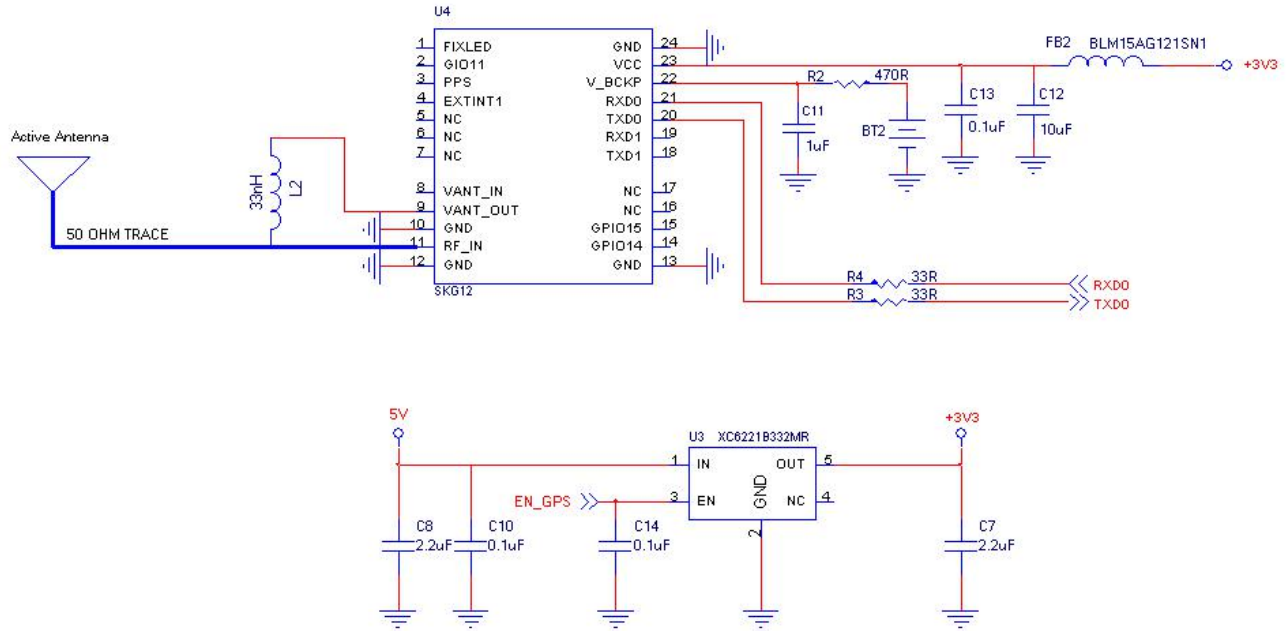 U4
1 FIXLED GND 24
2 GIO11 VCC 23
3 PPS V_BCKP 22
4 EXTINT1 RXD0 21
5 NC TXD0 20
6 NC RXD1 19
7 NC TXD1 18
8 VANT_IN NC 17
9 VANT_OUT NC 16
10 GND GPIO15 15
11 RF_IN GPIO14 14
12 GND GND 13
SKG12
Active Antenna
50 OHM TRACE
33nH
L2
FB2 BLM15AG121SN1
+3V3
R2 470R
C11
1uF
BT2
C13
0.1uF
C12
10uF
R4 33R
RXD0
R3 33R
TXD0
5V
U3 XC6221B332MR
+3V3
1 IN OUT 5
EN_GPS 3 EN NC 4
GND
2
C8
2.2uF
C10
0.1uF
C14
0.1uF
C7
2.2uF